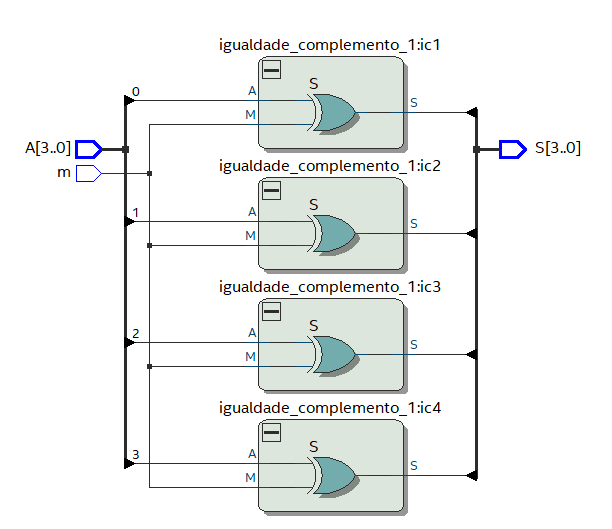 igualdade_complemento_1:ic1
S
0
A
S
M
A[3..0]
S[3..0]
m
igualdade_complemento_1:ic2
S
1
A
S
M
igualdade_complemento_1:ic3
S
2
A
S
M
igualdade_complemento_1:ic4
S
3
A
S
M